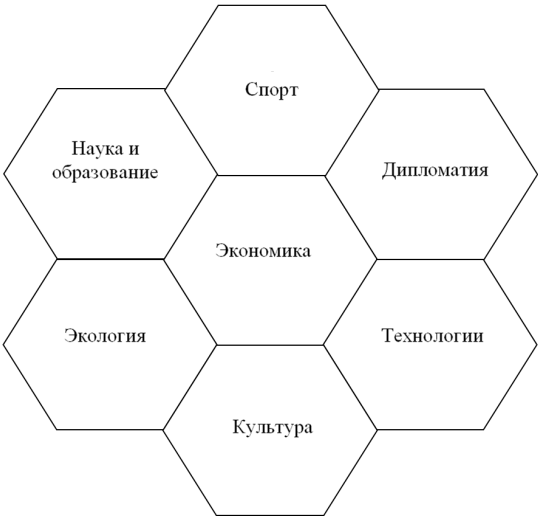 Спорт
Наука и
образование
Дипломатия
Экономика
Экология
Технологии
Культура